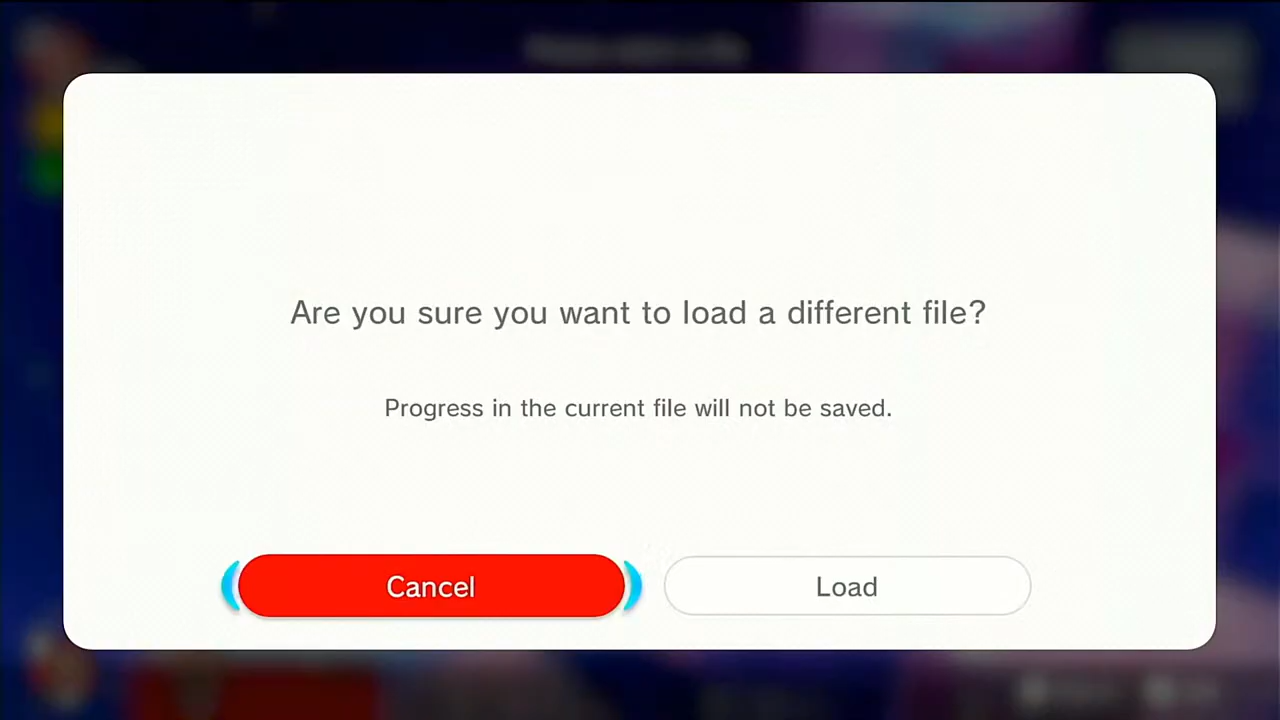 Are you sure you want to load a different file?
Progress in the current file will not be saved.
Cancel
Load